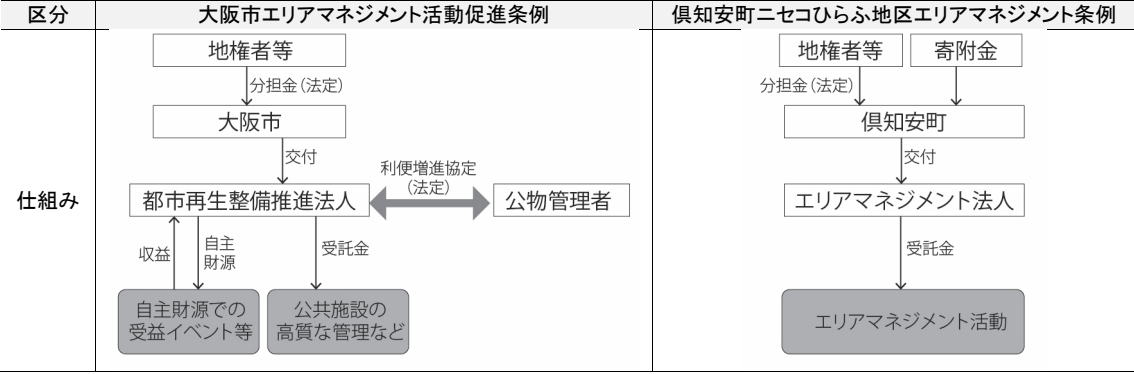 区分
大阪市エリアマネジメント活動促進条例
倶知安町ニセコひらふ地区エリアマネジメント条例
仕組み
地権者等
分担金(法定)
大阪市
交付
都市再生整備推進法人
利便増進協定
(法定)
公物管理者
収益
自主
財源
受託金
自主財源での
受益イベント等
公共施設の
高質な管理など
地権者等
寄附金
分担金(法定)
倶知安町
交付
エリアマネジメント法人
受託金
エリアマネジメント活動